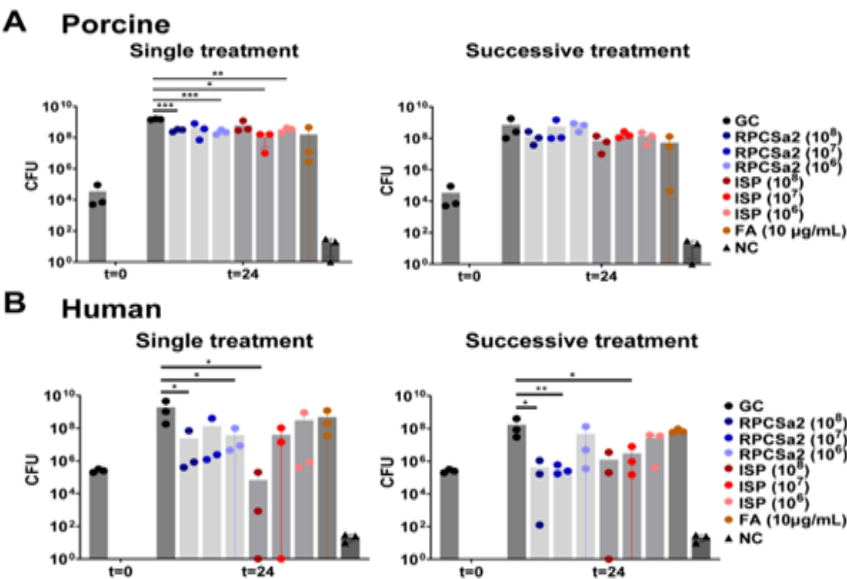 A Porcine
Single treatment
Successive treatment
** 
*
***
***
CFU
10¹⁰
10⁸
10⁶
10⁴
10²
10⁰
t=0
t=24
CFU
10¹⁰
10⁸
10⁶
10⁴
10²
10⁰
t=0
t=24
GC
RPCSa2 (10⁸)
RPCSa2 (10⁷)
RPCSa2 (10⁶)
ISP (10⁸)
ISP (10⁷)
ISP (10⁶)
FA (10 µg/mL)
NC
B Human
Single treatment
Successive treatment
*
*
*
CFU
10¹⁰
10⁸
10⁶
10⁴
10²
10⁰
t=0
t=24
*
**
*
CFU
10¹⁰
10⁸
10⁶
10⁴
10²
10⁰
t=0
t=24
GC
RPCSa2 (10⁸)
RPCSa2 (10⁷)
RPCSa2 (10⁶)
ISP (10⁸)
ISP (10⁷)
ISP (10⁶)
FA (10µg/mL)
NC